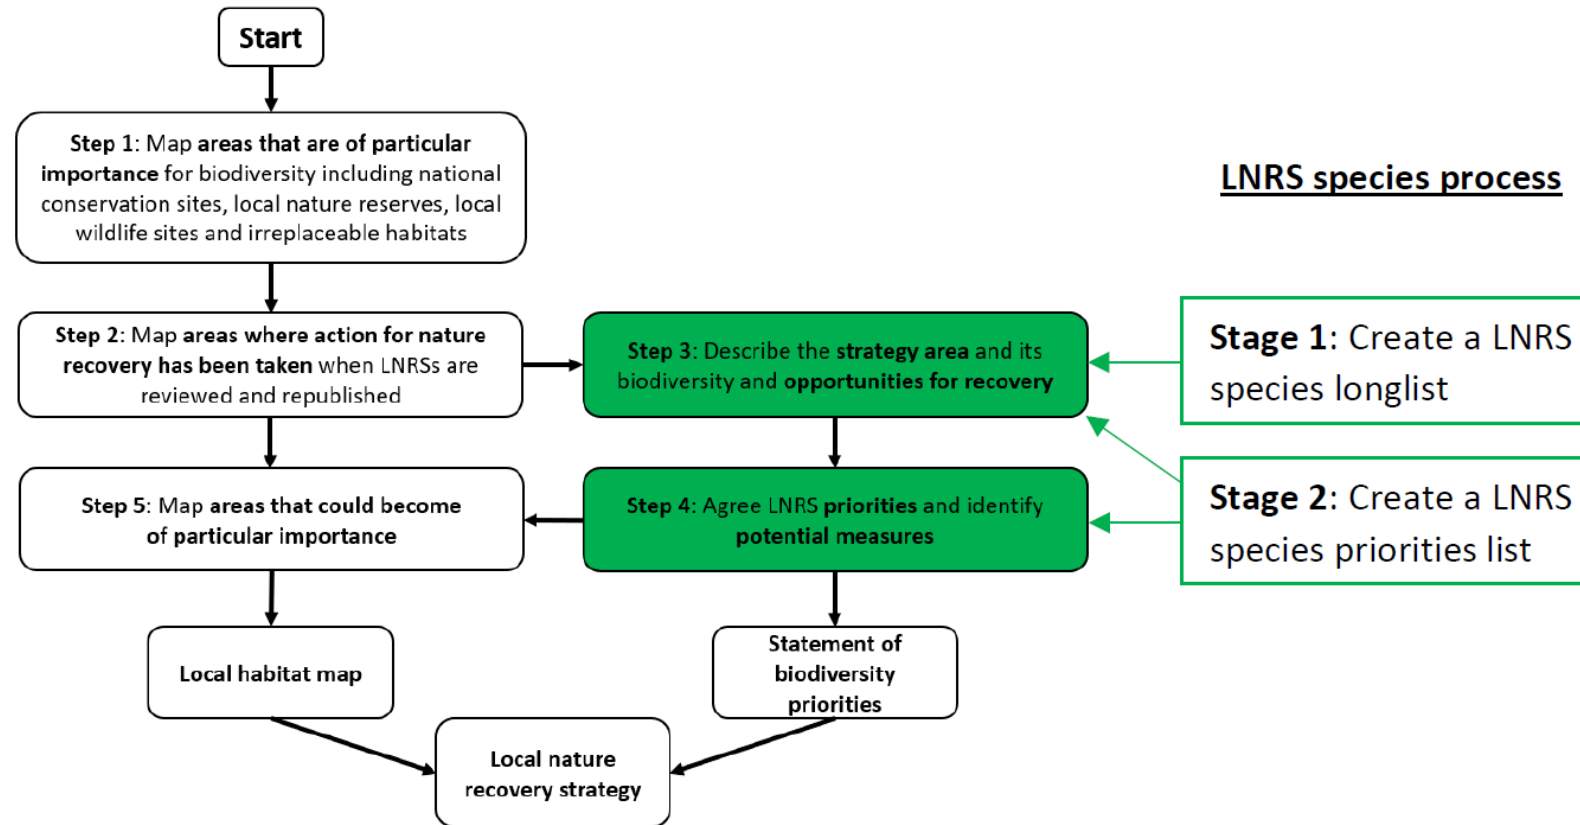 Start
Step 1: Map areas that are of particular
importance for biodiversity including national
conservation sites, local nature reserves, local
wildlife sites and irreplaceable habitats
LNRS species process
Step 2: Map areas where action for nature
recovery has been taken when LNRSs are
reviewed and republished
Step 3: Describe the strategy area and its
biodiversity and opportunities for recovery
Stage 1: Create a LNRS
species longlist
Step 5: Map areas that could become
of particular importance
Step 4: Agree LNRS priorities and identify
potential measures
Stage 2: Create a LNRS
species priorities list
Local habitat map
Statement of
biodiversity
priorities
Local nature
recovery strategy